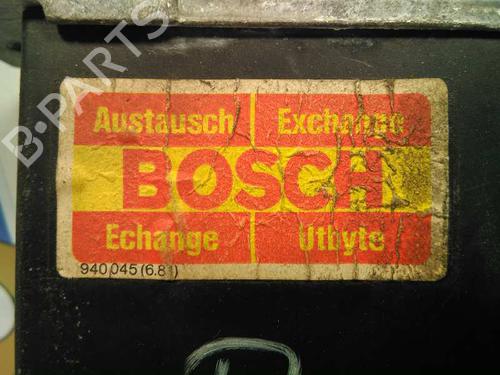 B-PARTS
Austausch Exchange
BOSCH
Echange Utbyte
940 045 (6.81)